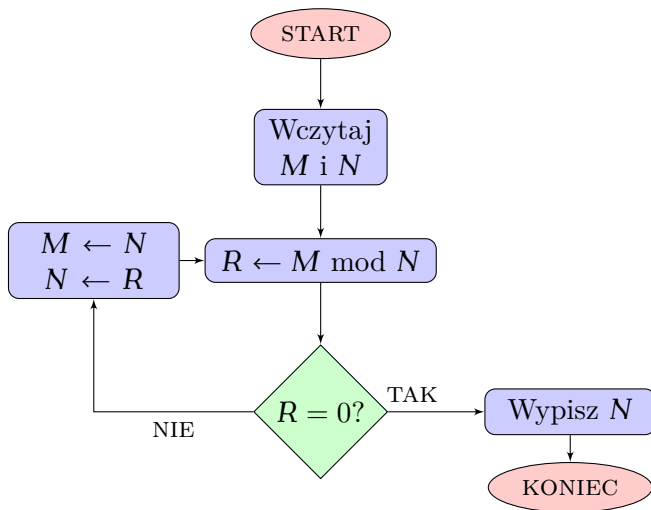 START
Wczytaj
M i N
M ← N
N ← R
R ← M mod N
R = 0?
TAK
NIE
Wypisz N
KONIEC